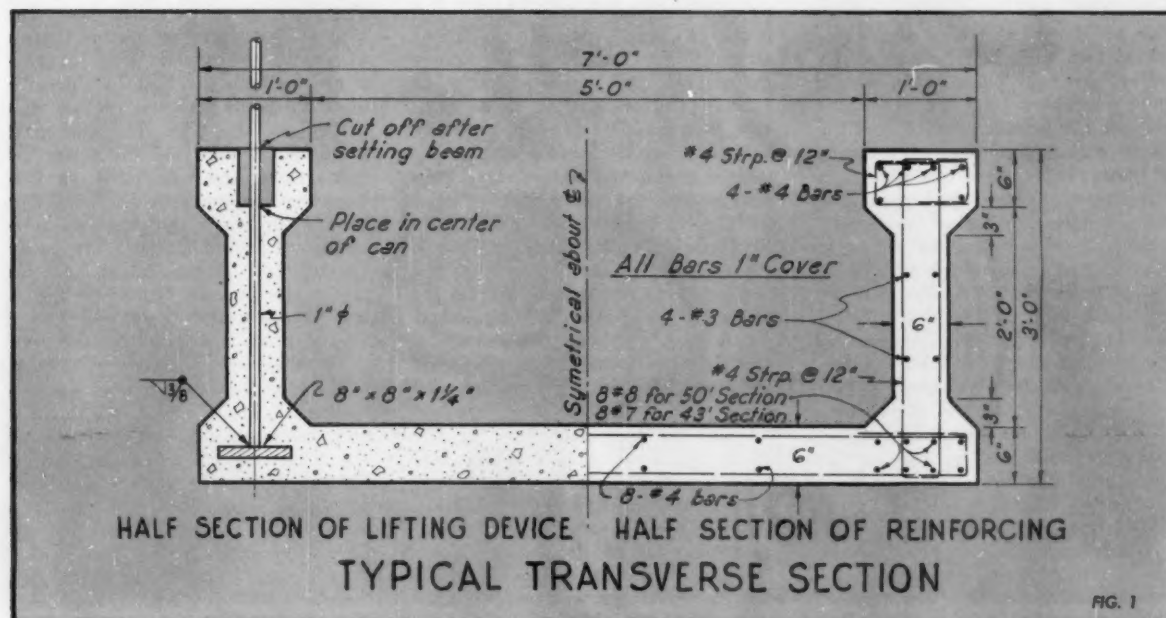 7'-0"
1'-0"
5'-0"
1'-0"
Cut off after
setting beam
#4 Strp. @ 12"
4-#4 Bars
6"
Place in center
of can
Symetrical about ℄
3"
All Bars 1" Cover
1" ϕ
4-#3 Bars
6"
2'-0"
3'-0"
#4 Strp. @ 12"
8" x 8" x 1¼"
8#8 for 50' Section
8#7 for 43' Section
3"
6"
6"
8-#4 bars
HALF SECTION OF LIFTING DEVICE
HALF SECTION OF REINFORCING
TYPICAL TRANSVERSE SECTION
FIG. 1